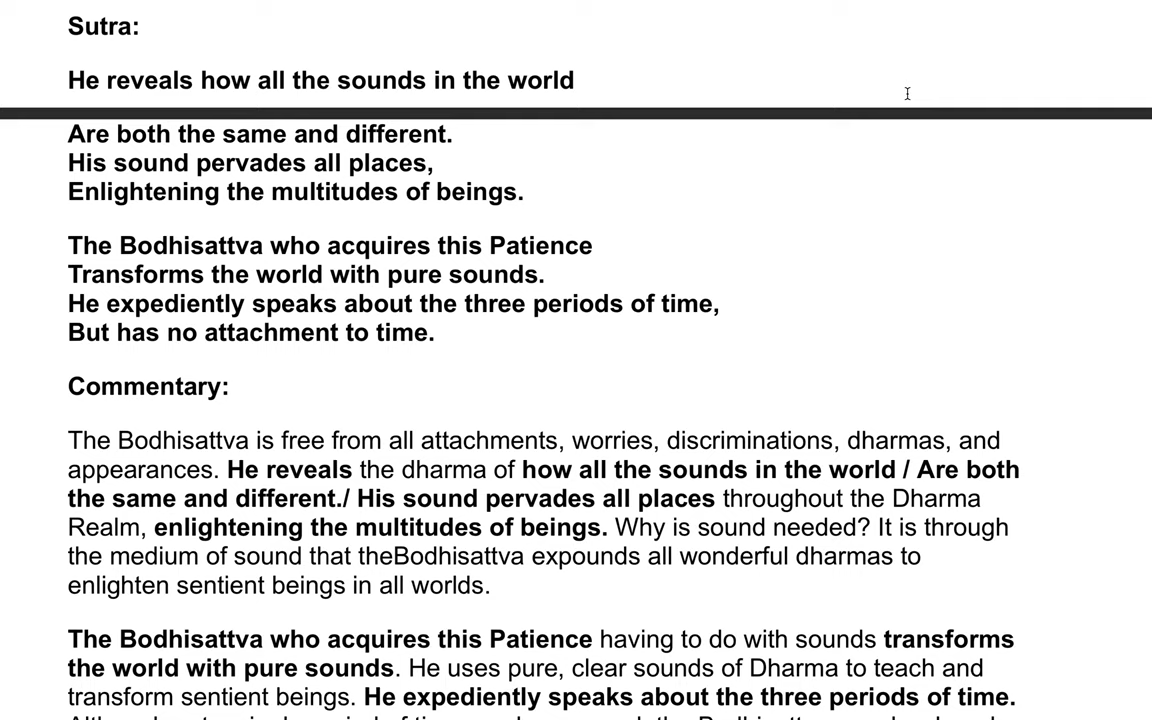 Sutra:
He reveals how all the sounds in the world
Are both the same and different.
His sound pervades all places,
Enlightening the multitudes of beings.
The Bodhisattva who acquires this Patience
Transforms the world with pure sounds.
He expediently speaks about the three periods of time,
But has no attachment to time.
Commentary:
The Bodhisattva is free from all attachments, worries, discriminations, dharmas, and
appearances. He reveals the dharma of how all the sounds in the world / Are both
the same and different./ His sound pervades all places throughout the Dharma
Realm, enlightening the multitudes of beings. Why is sound needed? It is through
the medium of sound that theBodhisattva expounds all wonderful dharmas to
enlighten sentient beings in all worlds.
The Bodhisattva who acquires this Patience having to do with sounds transforms
the world with pure sounds. He uses pure, clear sounds of Dharma to teach and
transform sentient beings. He expediently speaks about the three periods of time.